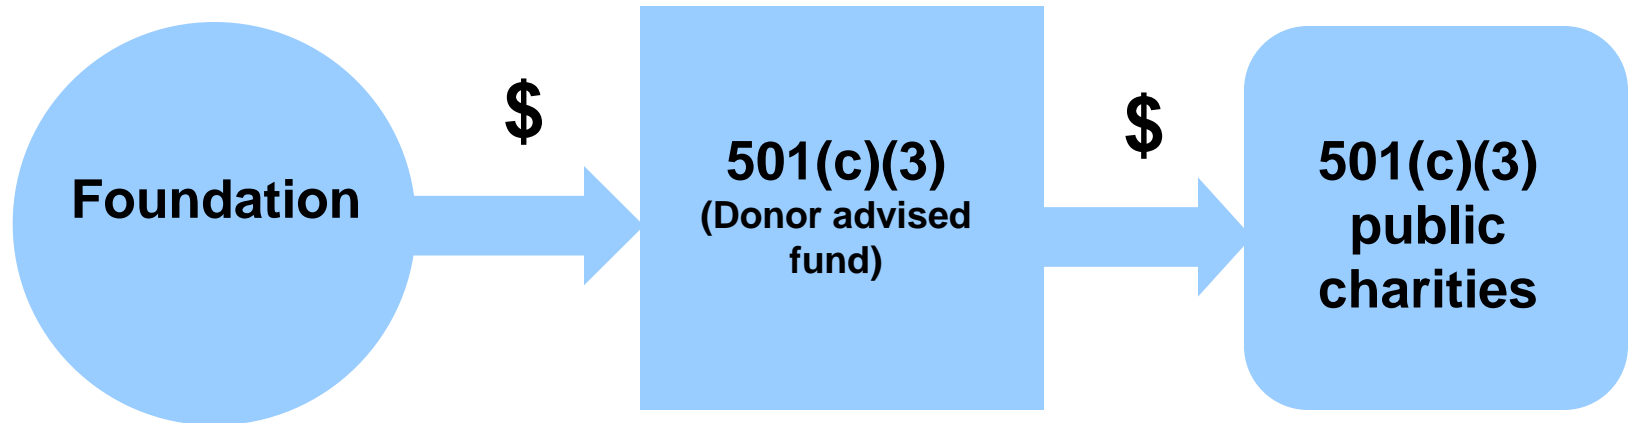 Foundation
$
501(c)(3)
(Donor advised
fund)
$
501(c)(3)
public
charities